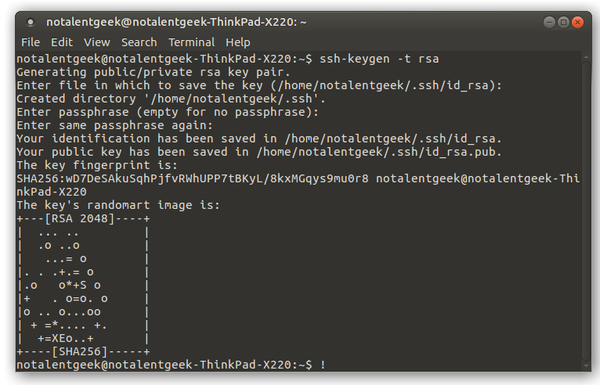 notalentgeek@notalentgeek-ThinkPad-X220: ~
File Edit View Search Terminal Help
notalentgeek@notalentgeek-ThinkPad-X220:~$ ssh-keygen -t rsa
Generating public/private rsa key pair.
Enter file in which to save the key (/home/notalentgeek/.ssh/id_rsa):
Created directory '/home/notalentgeek/.ssh'.
Enter passphrase (empty for no passphrase):
Enter same passphrase again:
Your identification has been saved in /home/notalentgeek/.ssh/id_rsa.
Your public key has been saved in /home/notalentgeek/.ssh/id_rsa.pub.
The key fingerprint is:
SHA256:wD7DeSAkuSqhPjfvRWhUPP7tBKyL/8kxMGqys9mu0r8 notalentgeek@notalentgeek-Thi
nkPad-X220
The key's randomart image is:
+---[RSA 2048]----+
|  ... ..         |
|  .o ..o         |
|   ...= o        |
|. . .+.= o       |
|.o   o*+S o      |
|+   . o=o. o     |
|o .. o...oo      |
| + =*.... +.     |
|  +=XEo..+       |
+----[SHA256]-----+
notalentgeek@notalentgeek-ThinkPad-X220:~$ !